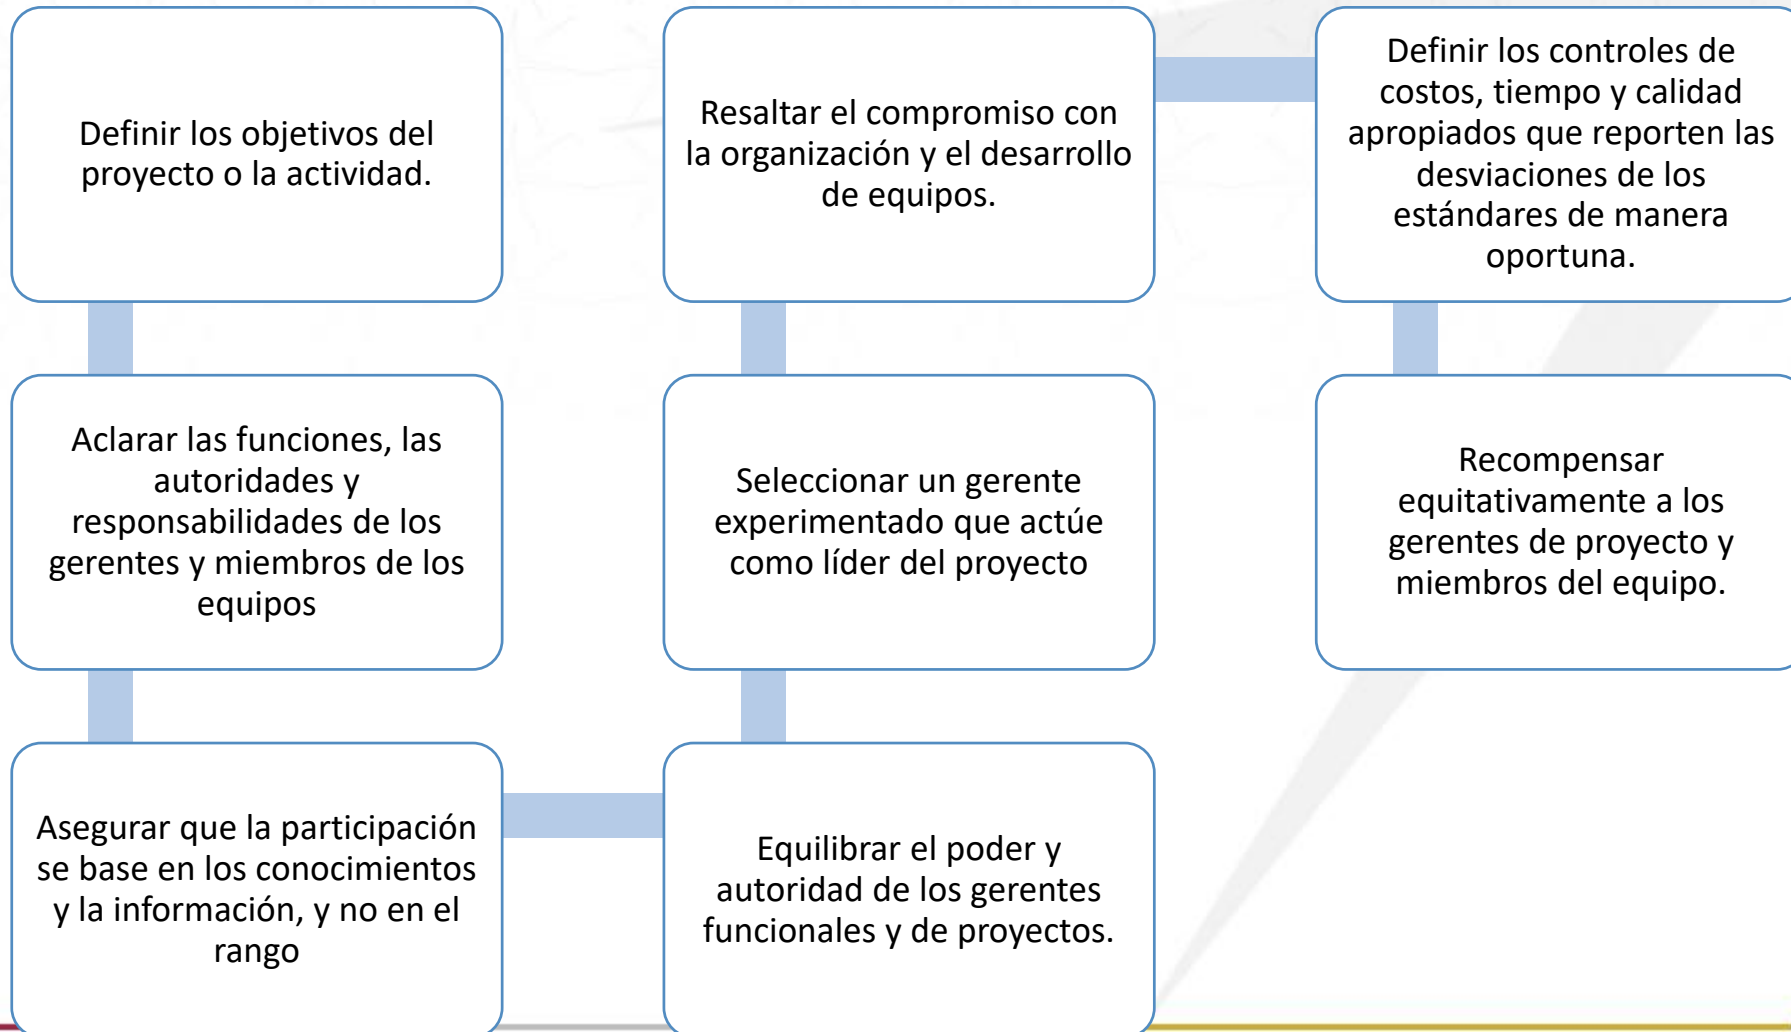 Definir los objetivos del
proyecto o la actividad.
Aclarar las funciones, las
autoridades y
responsabilidades de los
gerentes y miembros de los
equipos
Asegurar que la participación
se base en los conocimientos
y la información, y no en el
rango
Equilibrar el poder y
autoridad de los gerentes
funcionales y de proyectos.
Seleccionar un gerente
experimentado que actúe
como líder del proyecto
Resaltar el compromiso con
la organización y el desarrollo
de equipos.
Definir los controles de
costos, tiempo y calidad
apropiados que reporten las
desviaciones de los
estándares de manera
oportuna.
Recompensar
equitativamente a los
gerentes de proyecto y
miembros del equipo.